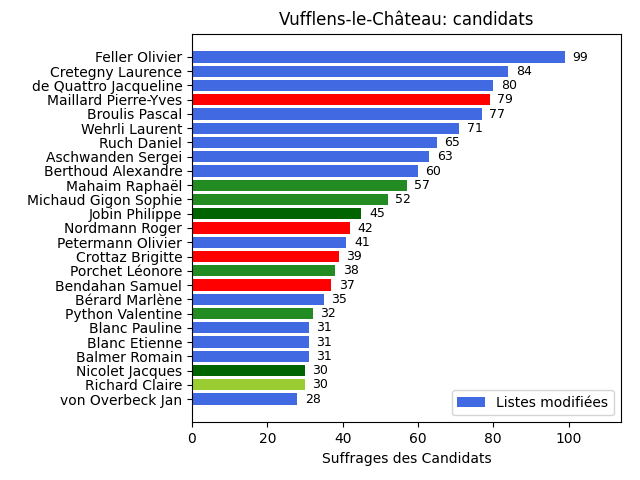 Vufflens-le-Château: candidats
Feller Olivier 99
Cretegny Laurence 84
de Quattro Jacqueline 80
Maillard Pierre-Yves 79
Broulis Pascal 77
Wehrli Laurent 71
Ruch Daniel 65
Aschwanden Sergei 63
Berthoud Alexandre 60
Mahaim Raphaël 57
Michaud Gigon Sophie 52
Jobin Philippe 45
Nordmann Roger 42
Petermann Olivier 41
Crottaz Brigitte 39
Porchet Léonore 38
Bendahan Samuel 37
Bérard Marlène 35
Python Valentine 32
Blanc Pauline 31
Blanc Etienne 31
Balmer Romain 31
Nicolet Jacques 30
Richard Claire 30
von Overbeck Jan 28
Listes modifiées
0 20 40 60 80 100
Suffrages des Candidats